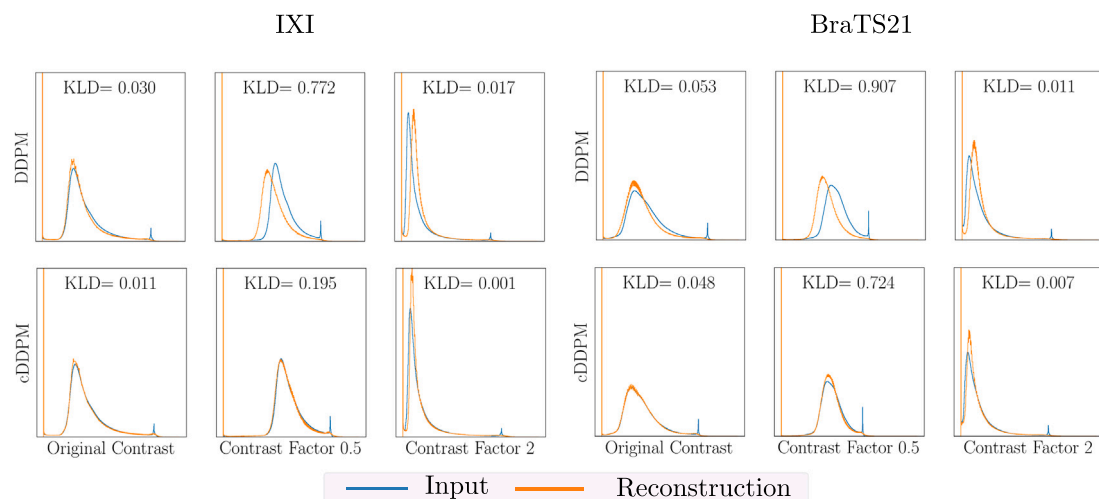 IXI
BraTS21
DDPM
KLD= 0.030
KLD= 0.772
KLD= 0.017
DDPM
KLD= 0.053
KLD= 0.907
KLD= 0.011
cDDPM
KLD= 0.011
KLD= 0.195
KLD= 0.001
cDDPM
KLD= 0.048
KLD= 0.724
KLD= 0.007
Original Contrast
Contrast Factor 0.5
Contrast Factor 2
Original Contrast
Contrast Factor 0.5
Contrast Factor 2
Input
Reconstruction